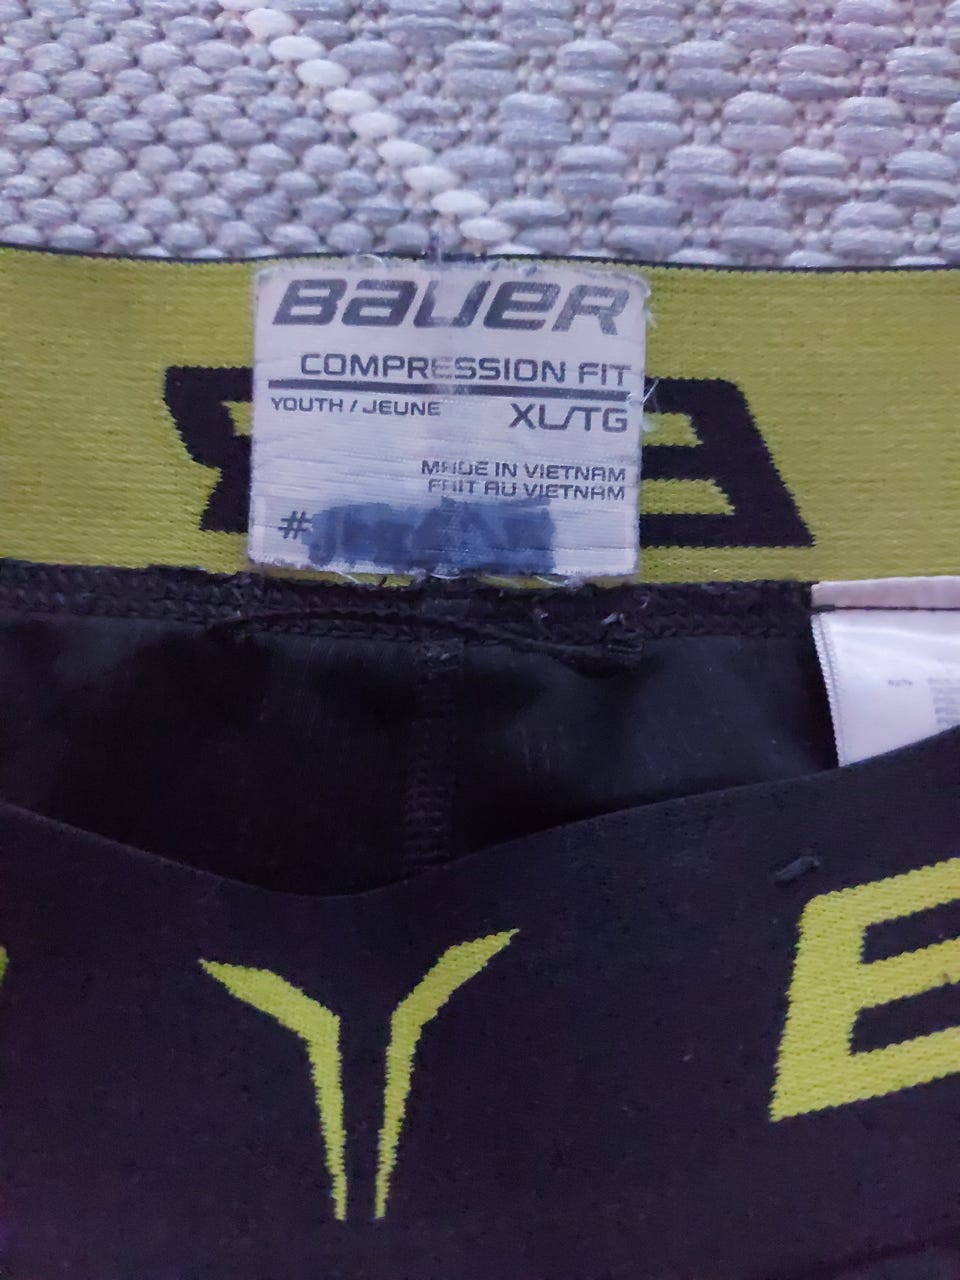 BAUER
COMPRESSION FIT
YOUTH / JEUNE XL/TG
MADE IN VIETNAM
FAIT AU VIETNAM
#